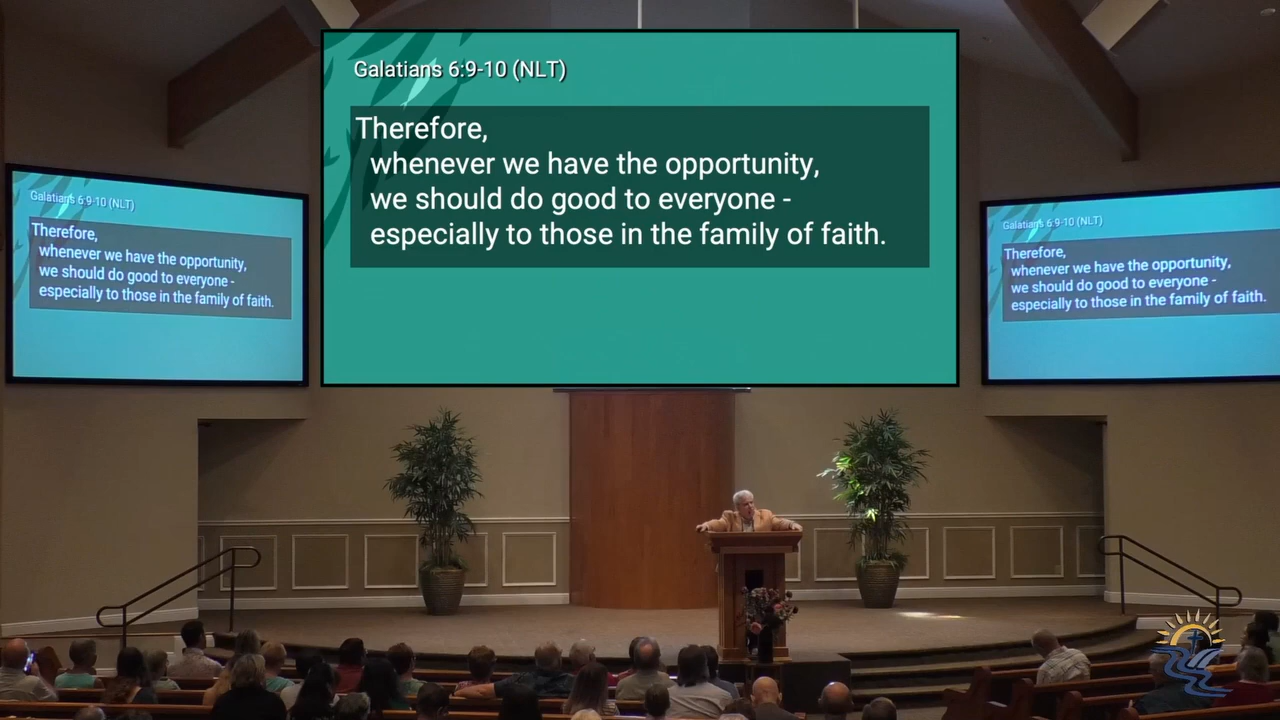 Galatians 6:9-10 (NLT)
Therefore,
whenever we have the opportunity,
we should do good to everyone -
especially to those in the family of faith.
Galatians 6:9-10 (NLT)
Therefore,
whenever we have the opportunity,
we should do good to everyone -
especially to those in the family of faith.
Galatians 6:9-10 (NLT)
Therefore,
whenever we have the opportunity,
we should do good to everyone -
especially to those in the family of faith.